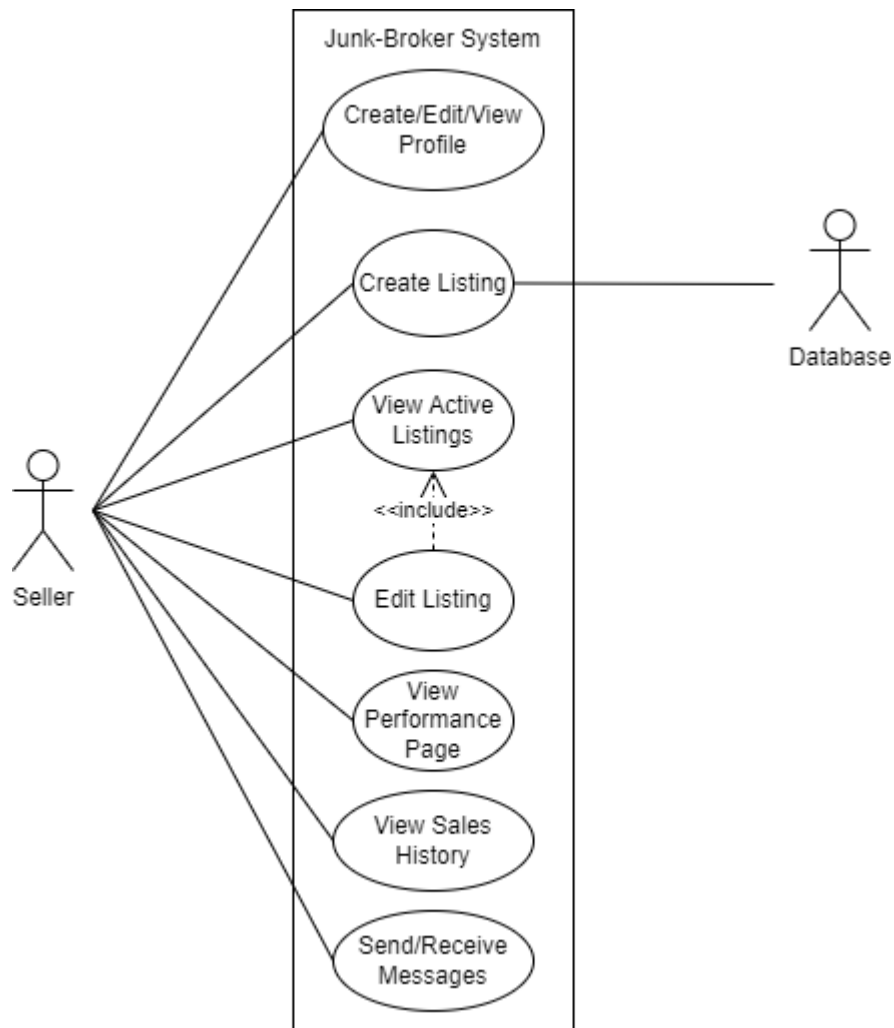 Junk-Broker System
Create/Edit/View
Profile
Create Listing
Database
View Active
Listings
<<include>>
Seller
Edit Listing
View
Performance
Page
View Sales
History
Send/Receive
Messages